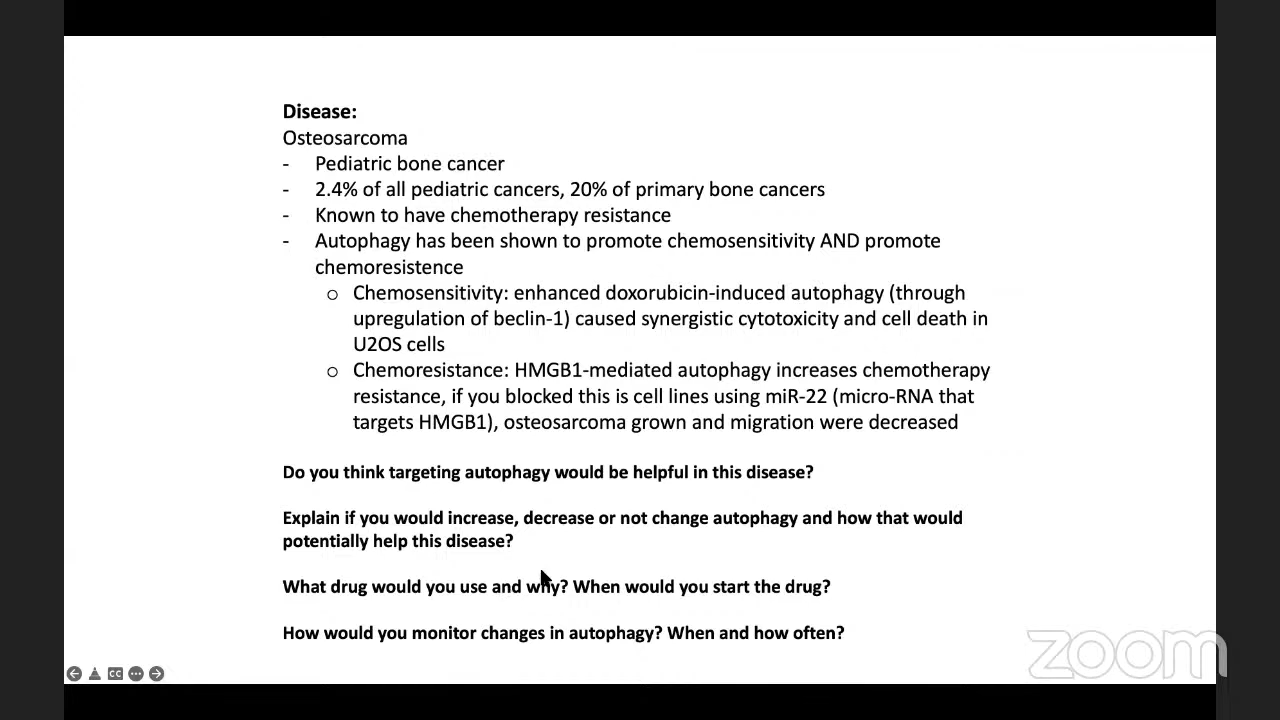 Disease:
Osteosarcoma
- Pediatric bone cancer
- 2.4% of all pediatric cancers, 20% of primary bone cancers
- Known to have chemotherapy resistance
- Autophagy has been shown to promote chemosensitivity AND promote
chemoresistence
o Chemosensitivity: enhanced doxorubicin-induced autophagy (through
upregulation of beclin-1) caused synergistic cytotoxicity and cell death in
U2OS cells
o Chemoresistance: HMGB1-mediated autophagy increases chemotherapy
resistance, if you blocked this is cell lines using miR-22 (micro-RNA that
targets HMGB1), osteosarcoma grown and migration were decreased
Do you think targeting autophagy would be helpful in this disease?
Explain if you would increase, decrease or not change autophagy and how that would
potentially help this disease?
What drug would you use and why? When would you start the drug?
How would you monitor changes in autophagy? When and how often?
zoom
CC